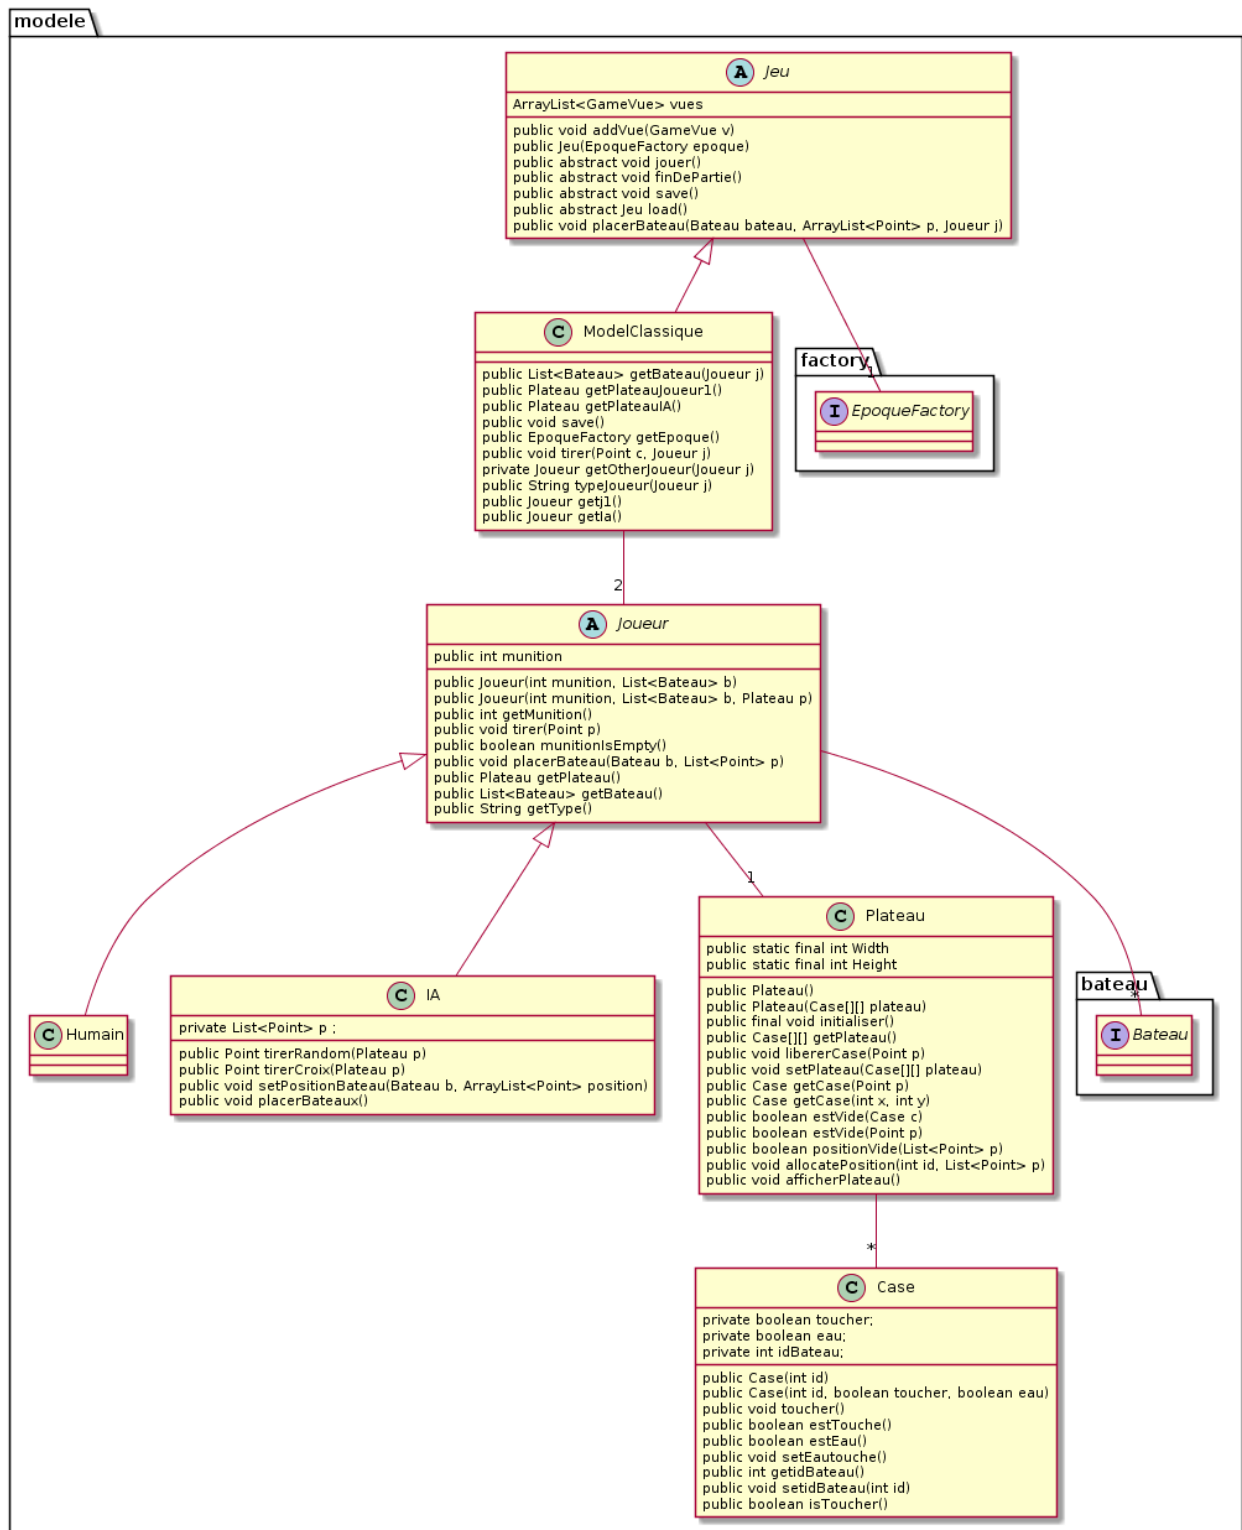 modele
A Jeu
ArrayList<GameVue> vues
public void addVue(GameVue v)
public Jeu(EpoqueFactory epoque)
public abstract void jouer()
public abstract void finDePartie()
public abstract void save()
public abstract Jeu load()
public void placerBateau(Bateau bateau, ArrayList<Point> p, Joueur j)
C ModelClassique
public List<Bateau> getBateau(Joueur j)
public Plateau getPlateauJoueur1()
public Plateau getPlateauIA()
public void save()
public EpoqueFactory getEpoque()
public void tirer(Point c, Joueur j)
private Joueur getOtherJoueur(Joueur j)
public String typeJoueur(Joueur j)
public Joueur getj1()
public Joueur getIa()
factory
1
I EpoqueFactory
2
A Joueur
public int munition
public Joueur(int munition, List<Bateau> b)
public Joueur(int munition, List<Bateau> b, Plateau p)
public int getMunition()
public void tirer(Point p)
public boolean munitionIsEmpty()
public void placerBateau(Bateau b, List<Point> p)
public Plateau getPlateau()
public List<Bateau> getBateau()
public String getType()
1
C Humain
C IA
private List<Point> p ;
public Point tirerRandom(Plateau p)
public Point tirerCroix(Plateau p)
public void setPositionBateau(Bateau b, ArrayList<Point> position)
public void placerBateaux()
C Plateau
public static final int Width
public static final int Height
public Plateau()
public Plateau(Case[][] plateau)
public final void initialiser()
public Case[][] getPlateau()
public void libererCase(Point p)
public void setPlateau(Case[][] plateau)
public Case getCase(Point p)
public Case getCase(int x, int y)
public boolean estVide(Case c)
public boolean estVide(Point p)
public boolean positionVide(List<Point> p)
public void allocatePosition(int id, List<Point> p)
public void afficherPlateau()
bateau
*
I Bateau
*
C Case
private boolean toucher;
private boolean eau;
private int idBateau;
public Case(int id)
public Case(int id, boolean toucher, boolean eau)
public void toucher()
public boolean estTouche()
public boolean estEau()
public void setEautouche()
public int getidBateau()
public void setidBateau(int id)
public boolean isToucher()